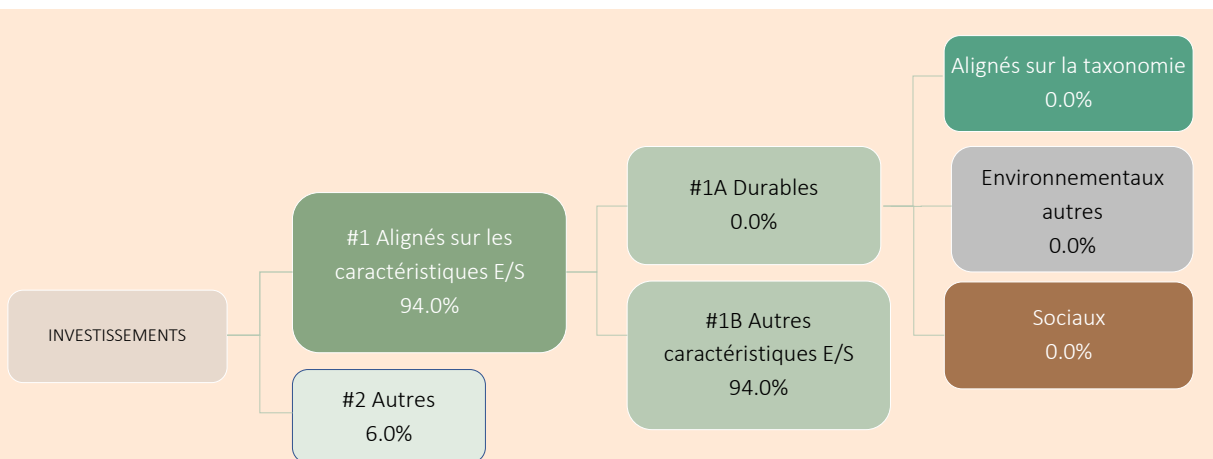 INVESTISSEMENTS
#1 Alignés sur les
caractéristiques E/S
94.0%
#2 Autres
6.0%
#1A Durables
0.0%
#1B Autres
caractéristiques E/S
94.0%
Alignés sur la taxonomie
0.0%
Environnementaux
autres
0.0%
Sociaux
0.0%